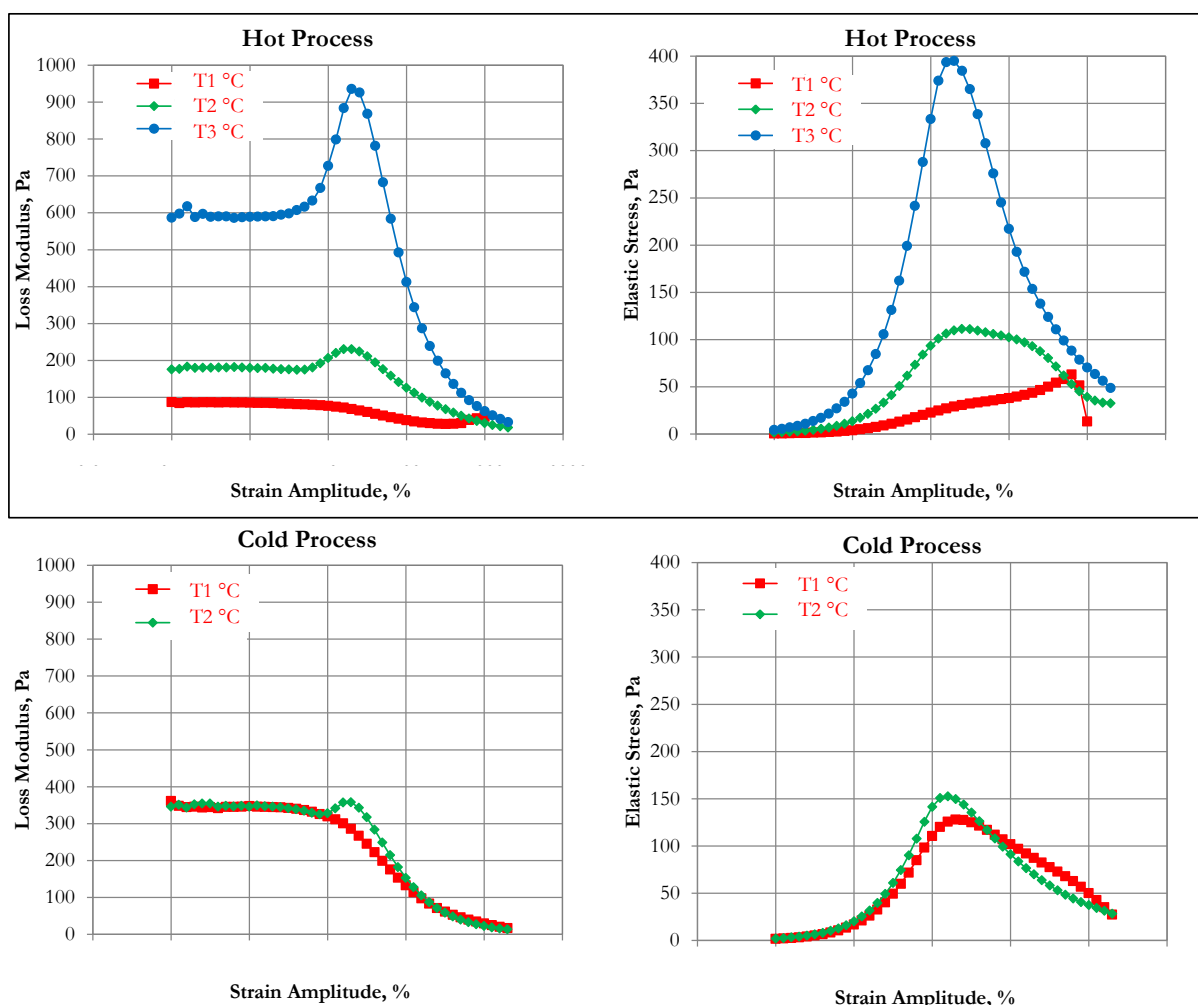 Hot Process
Loss Modulus, Pa
1000
900
800
700
600
500
400
300
200
100
0
T1 °C
T2 °C
T3 °C
Strain Amplitude, %
Hot Process
Elastic Stress, Pa
400
350
300
250
200
150
100
50
0
T1 °C
T2 °C
T3 °C
Strain Amplitude, %
Cold Process
Loss Modulus, Pa
1000
900
800
700
600
500
400
300
200
100
0
T1 °C
T2 °C
Strain Amplitude, %
Cold Process
Elastic Stress, Pa
400
350
300
250
200
150
100
50
0
T1 °C
T2 °C
Strain Amplitude, %